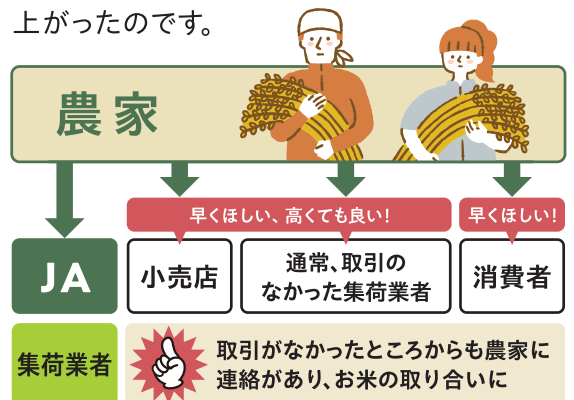 上がったのです。
農家
早くほしい、高くても良い!
早くほしい!
JA
小売店
通常、取引の
なかった集荷業者
消費者
集荷業者
取引がなかったところからも農家に
連絡があり、お米の取り合いに